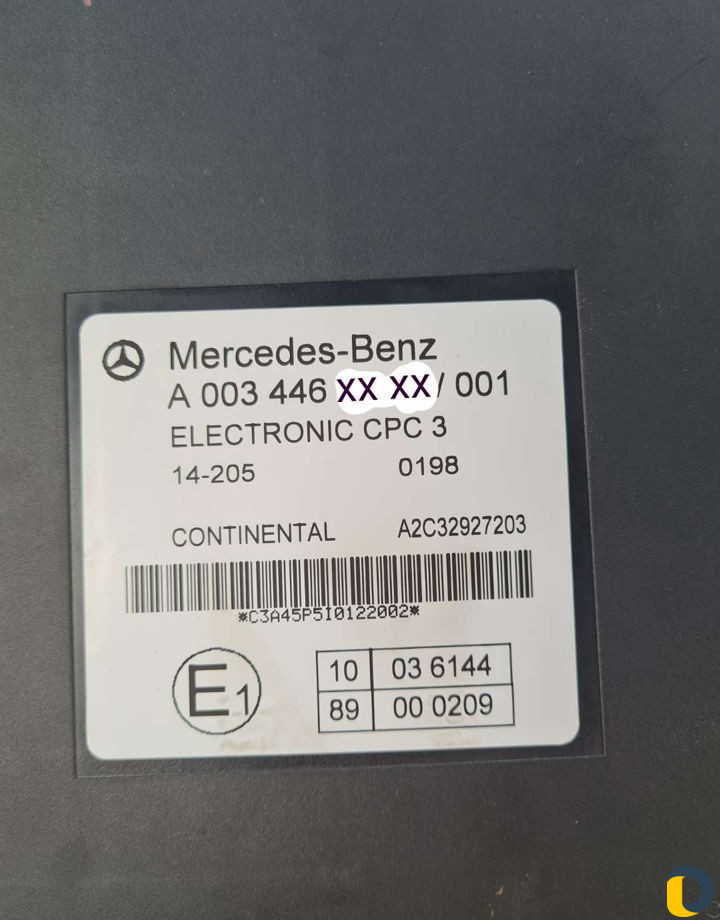 Mercedes-Benz
A 003 446 XX XX / 001
ELECTRONIC CPC 3
14-205 0198
CONTINENTAL A2C32927203
*C3A45P5I0122002*
E1
10 03 6144
89 00 0209